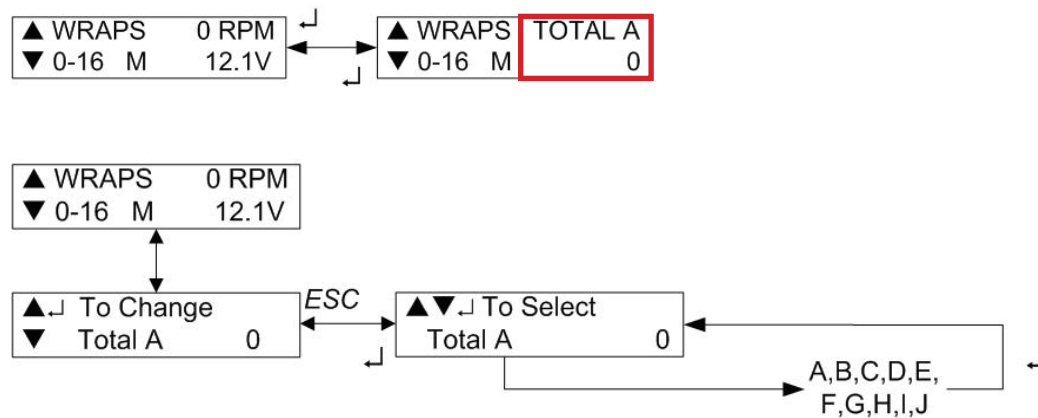 ▲ WRAPS 0 RPM
▼ 0-16 M 12.1V
↵
↵
▲ WRAPS TOTAL A
▼ 0-16 M 0
▲ WRAPS 0 RPM
▼ 0-16 M 12.1V
▲↵ To Change
▼ Total A 0
ESC
↵
▲▼↵ To Select
Total A 0
A,B,C,D,E,
F,G,H,I,J